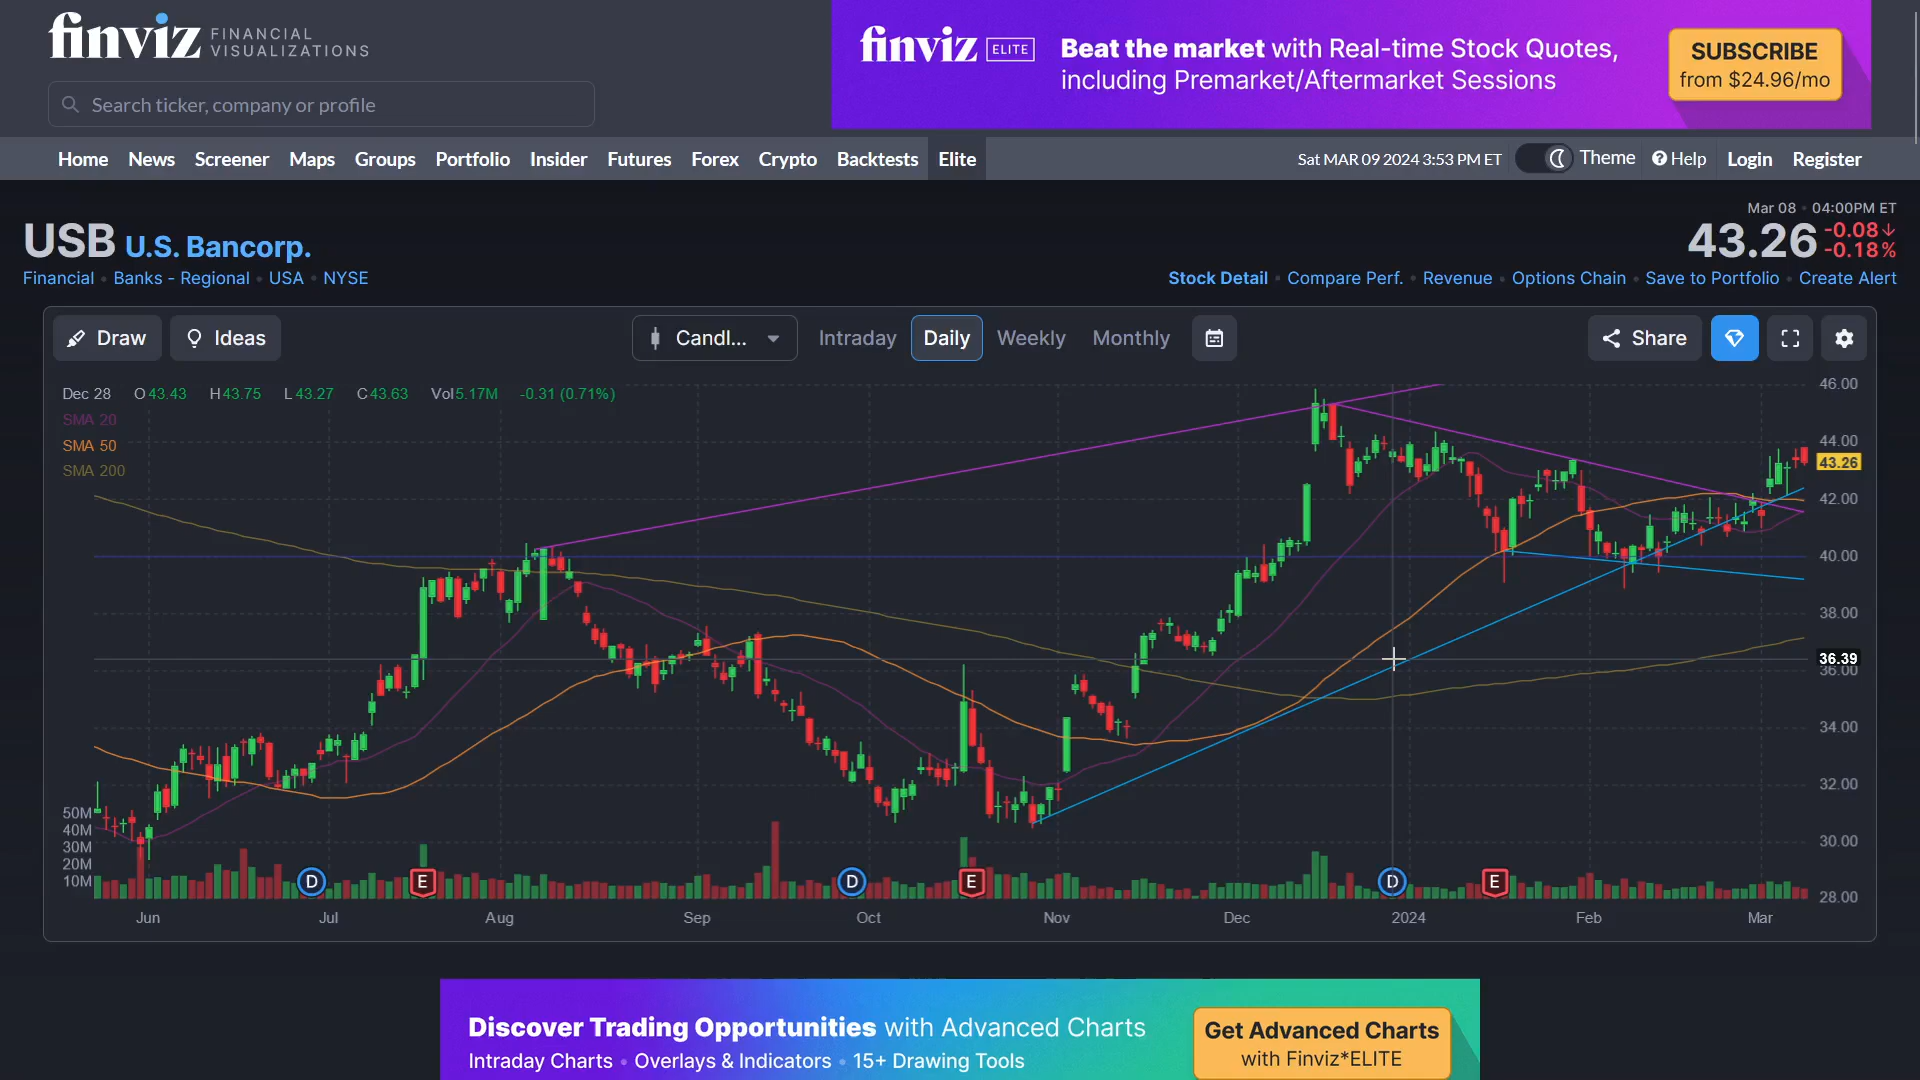 finviz FINANCIAL VISUALIZATIONS
finviz ELITE Beat the market with Real-time Stock Quotes,
including Premarket/Aftermarket Sessions
SUBSCRIBE
from $24.96/mo
Search ticker, company or profile
Home News Screener Maps Groups Portfolio Insider Futures Forex Crypto Backtests Elite Sat MAR 09 2024 3:53 PM ET Theme Help Login Register
Mar 08 • 04:00PM ET
USB U.S. Bancorp. 43.26 -0.08↓
-0.18%
Financial • Banks - Regional • USA • NYSE Stock Detail • Compare Perf. • Revenue • Options Chain • Save to Portfolio • Create Alert
Draw Ideas Candl... Intraday Daily Weekly Monthly Share
Dec 28 O 43.43 H 43.75 L 43.27 C 43.63 Vol 5.17M -0.31 (0.71%)
SMA 20
SMA 50
SMA 200
46.00
44.00
43.26
42.00
40.00
38.00
36.39
36.00
34.00
32.00
30.00
28.00
50M
40M
30M
20M
10M
D E D E D E
Jun Jul Aug Sep Oct Nov Dec 2024 Feb Mar
Discover Trading Opportunities with Advanced Charts
Intraday Charts • Overlays & Indicators • 15+ Drawing Tools
Get Advanced Charts
with Finviz*ELITE